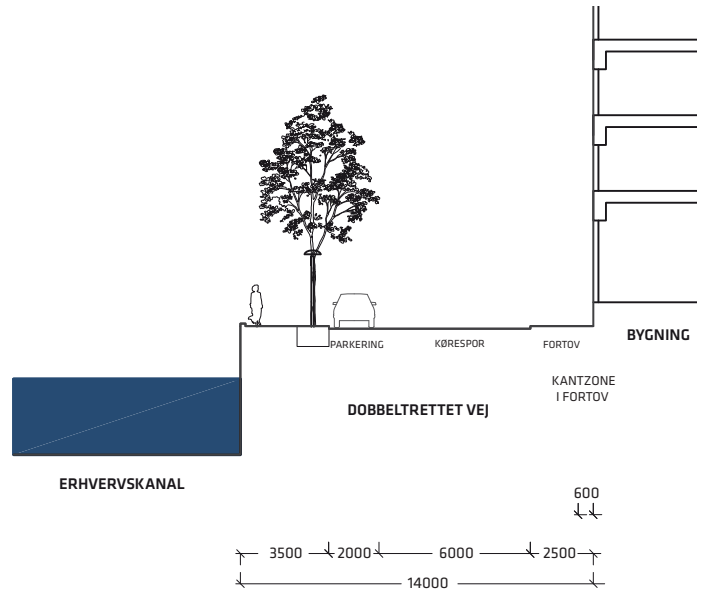 BYGNING
PARKERING
KØRESPOR
FORTOV
KANTZONE
I FORTOV
DOBBELTRETTET VEJ
ERHVERVSKANAL
600
3500 2000 6000 2500
14000